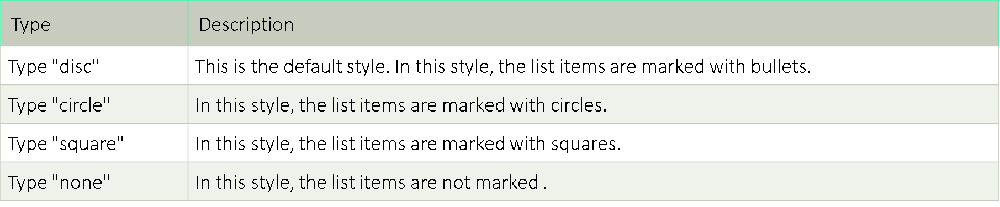 Type Description
Type "disc" This is the default style. In this style, the list items are marked with bullets.
Type "circle" In this style, the list items are marked with circles.
Type "square" In this style, the list items are marked with squares.
Type "none" In this style, the list items are not marked .